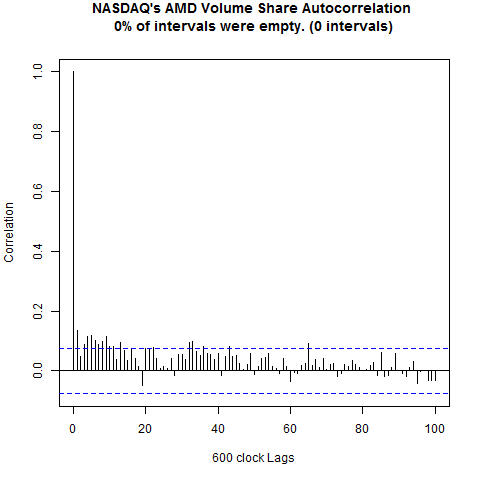 NASDAQ's AMD Volume Share Autocorrelation
0% of intervals were empty. (0 intervals)
1.0
0.8
0.6
0.4
0.2
0.0
Correlation
0 20 40 60 80 100
600 clock Lags